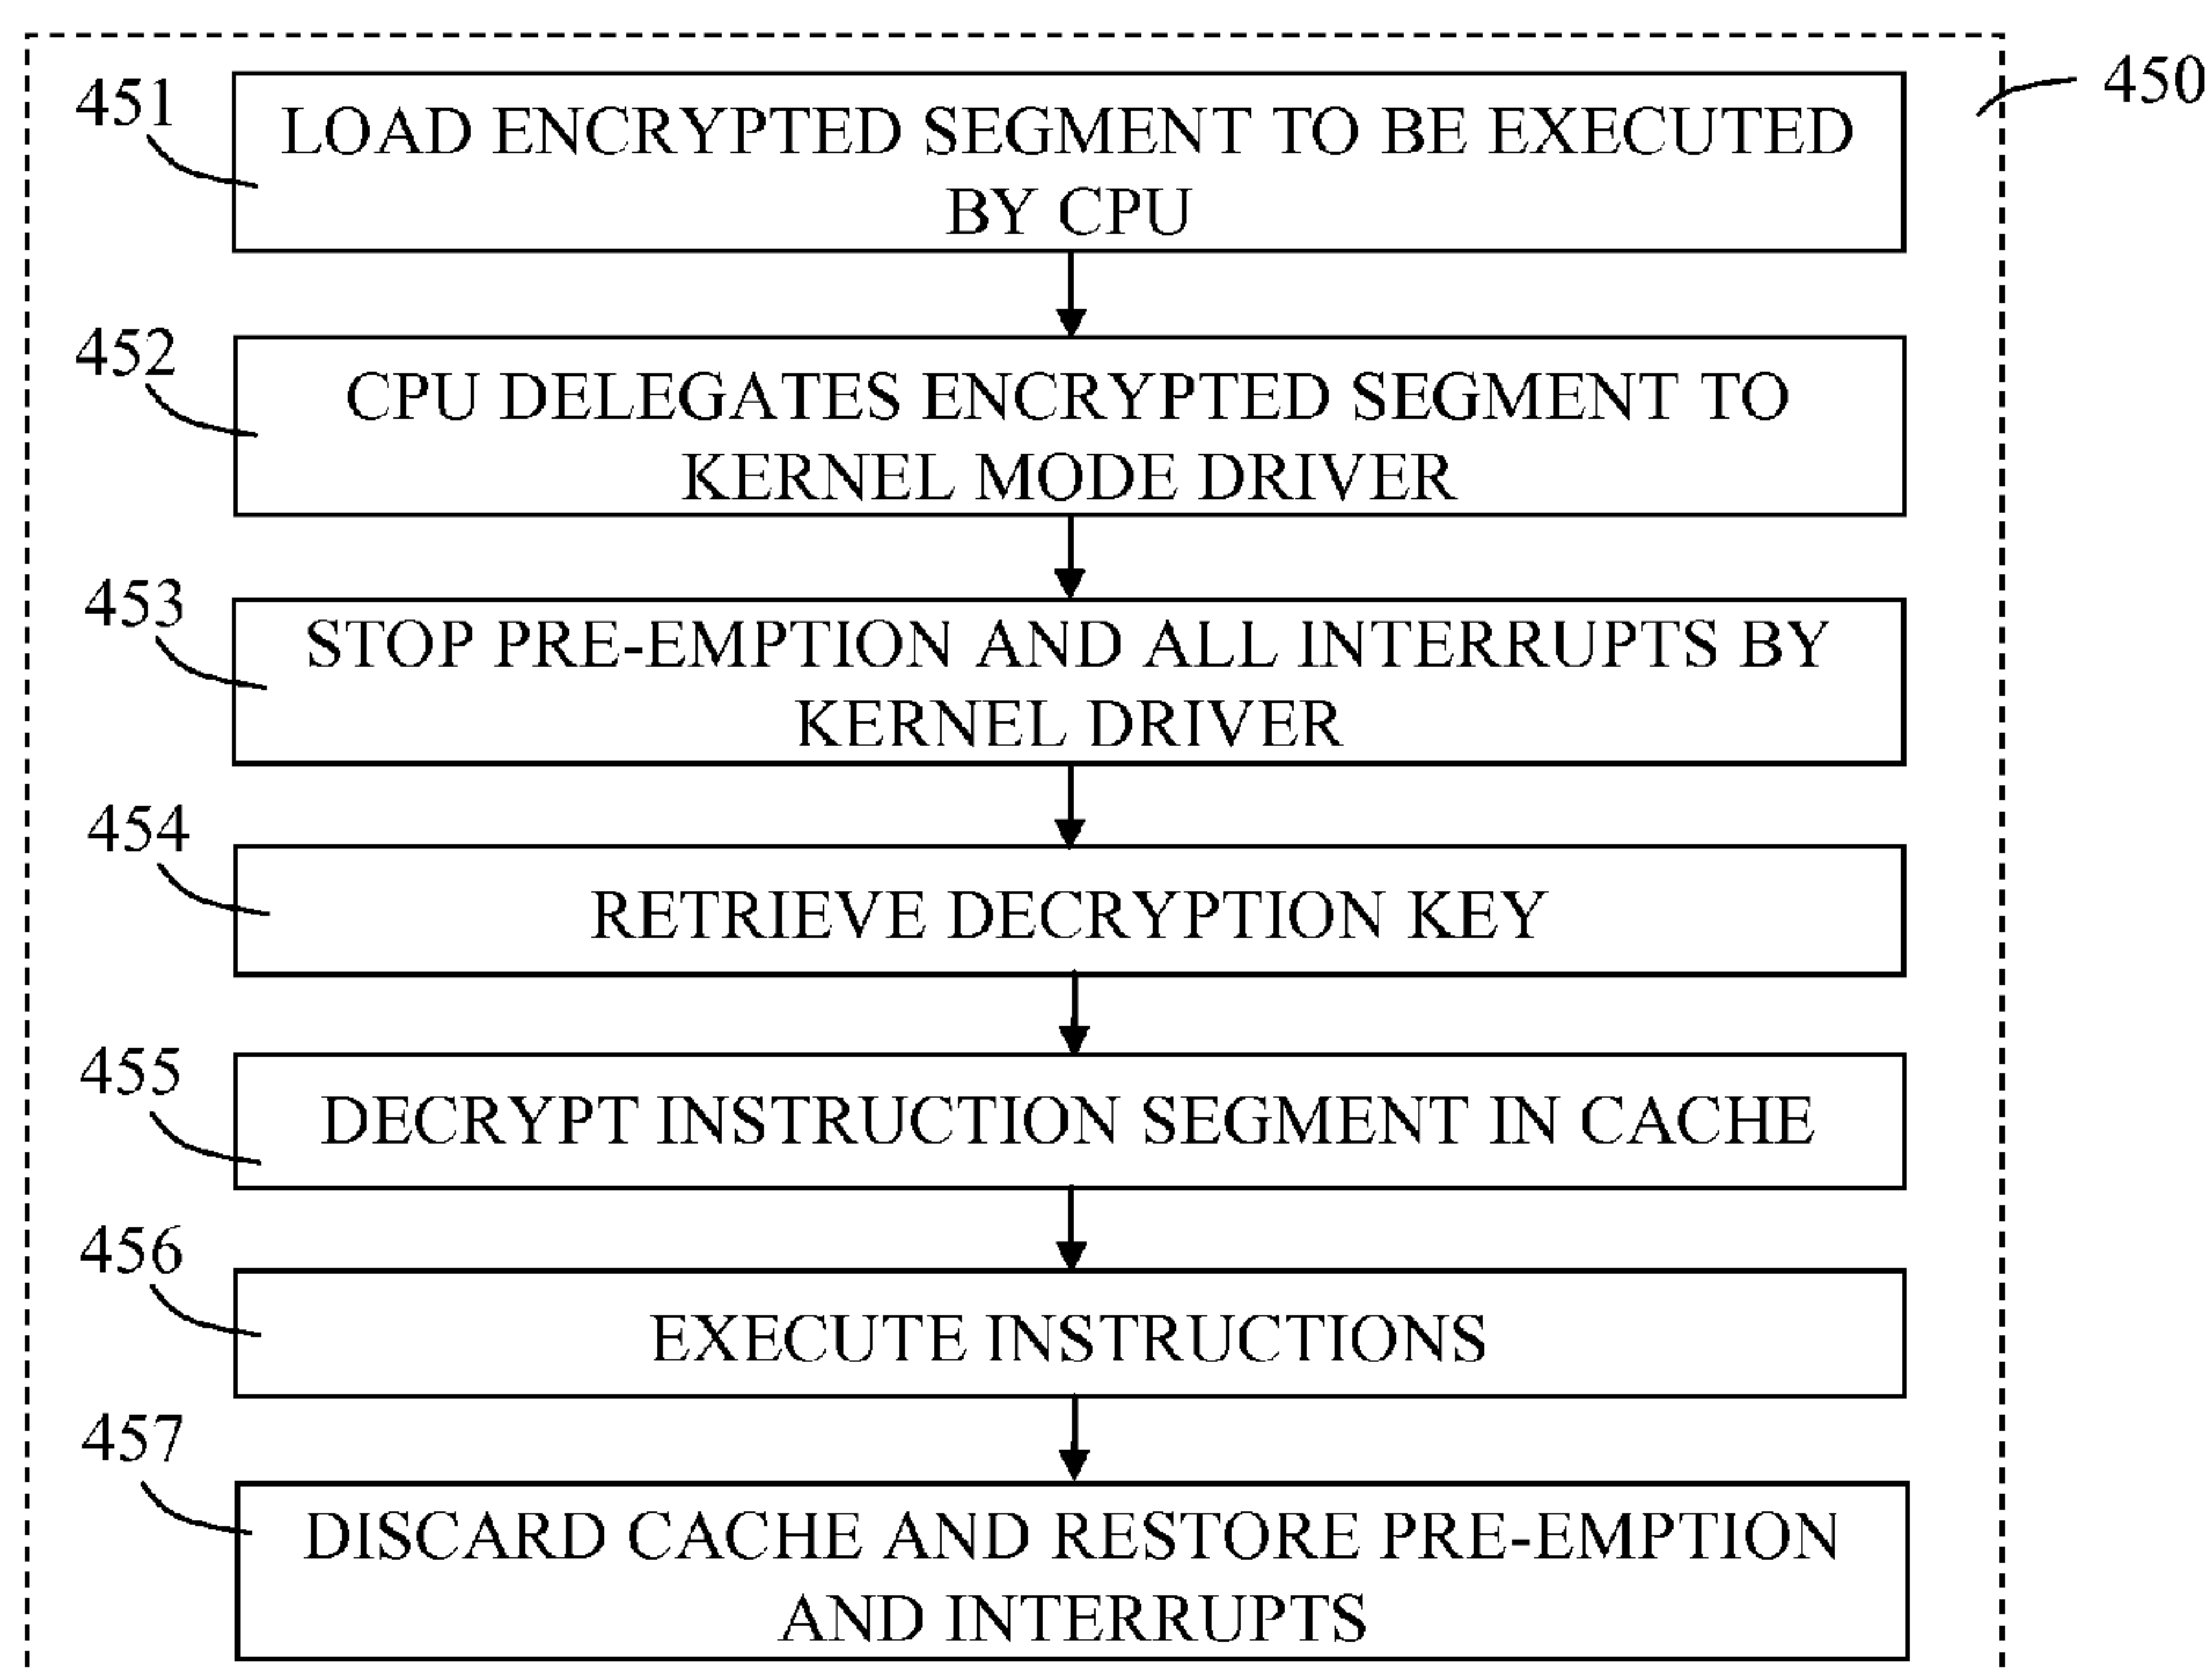 450
451
LOAD ENCRYPTED SEGMENT TO BE EXECUTED
BY CPU
452
CPU DELEGATES ENCRYPTED SEGMENT TO
KERNEL MODE DRIVER
453
STOP PRE-EMPTION AND ALL INTERRUPTS BY
KERNEL DRIVER
454
RETRIEVE DECRYPTION KEY
455
DECRYPT INSTRUCTION SEGMENT IN CACHE
456
EXECUTE INSTRUCTIONS
457
DISCARD CACHE AND RESTORE PRE-EMPTION
AND INTERRUPTS